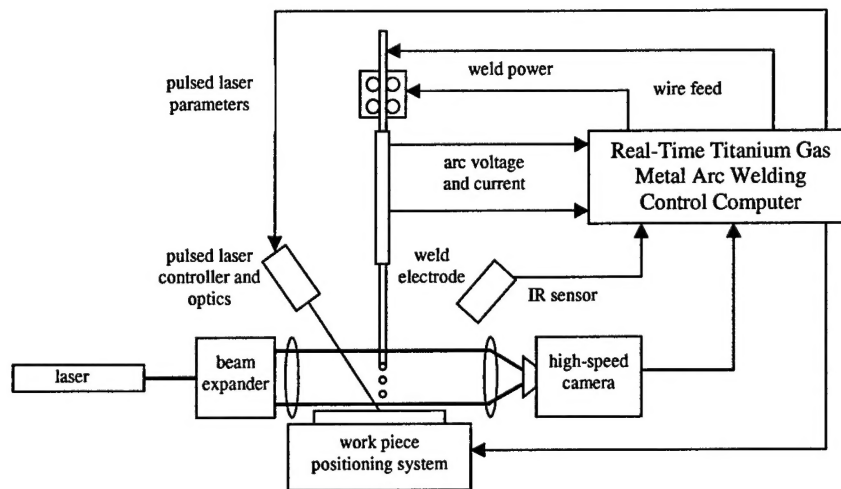 pulsed laser
parameters
weld power
wire feed
Real-Time Titanium Gas
Metal Arc Welding
Control Computer
arc voltage
and current
pulsed laser
controller and
optics
weld
electrode
IR sensor
laser
beam
expander
high-speed
camera
work piece
positioning system